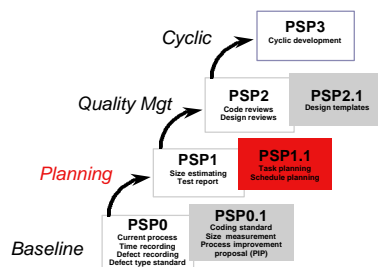 Cyclic
PSP3
Cyclic development
Quality Mgt
PSP2
Code reviews
Design reviews
PSP2.1
Design templates
Planning
PSP1
Size estimating
Test report
PSP1.1
Task planning
Schedule planning
Baseline
PSP0
Current process
Time recording
Defect recording
Defect type standard
PSP0.1
Coding standard
Size measurement
Process improvement
proposal (PIP)